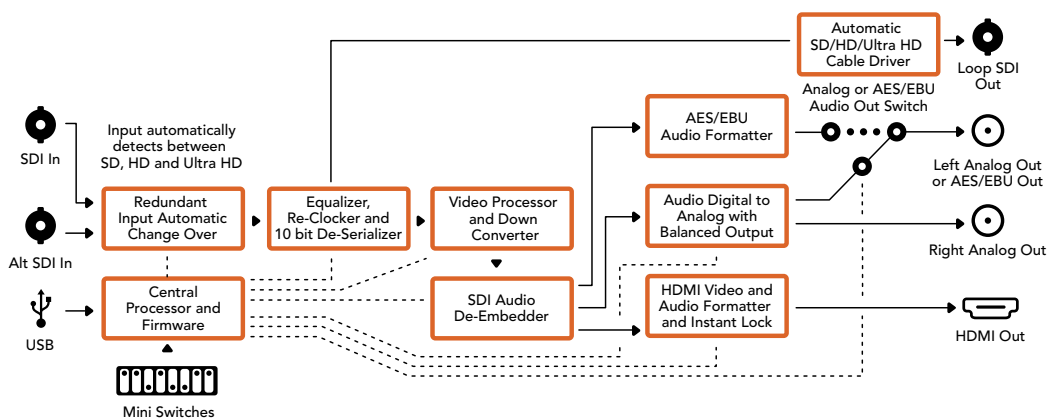 Automatic
SD/HD/Ultra HD
Cable Driver
Loop SDI
Out
Analog or AES/EBU
Audio Out Switch
SDI In
Input automatically
detects between
SD, HD and Ultra HD
AES/EBU
Audio Formatter
Left Analog Out
or AES/EBU Out
Alt SDI In
Redundant
Input Automatic
Change Over
Equalizer,
Re-Clocker and
10 bit De-Serializer
Video Processor
and Down
Converter
Audio Digital to
Analog with
Balanced Output
Right Analog Out
USB
Central
Processor and
Firmware
SDI Audio
De-Embedder
HDMI Video and
Audio Formatter
and Instant Lock
HDMI Out
Mini Switches